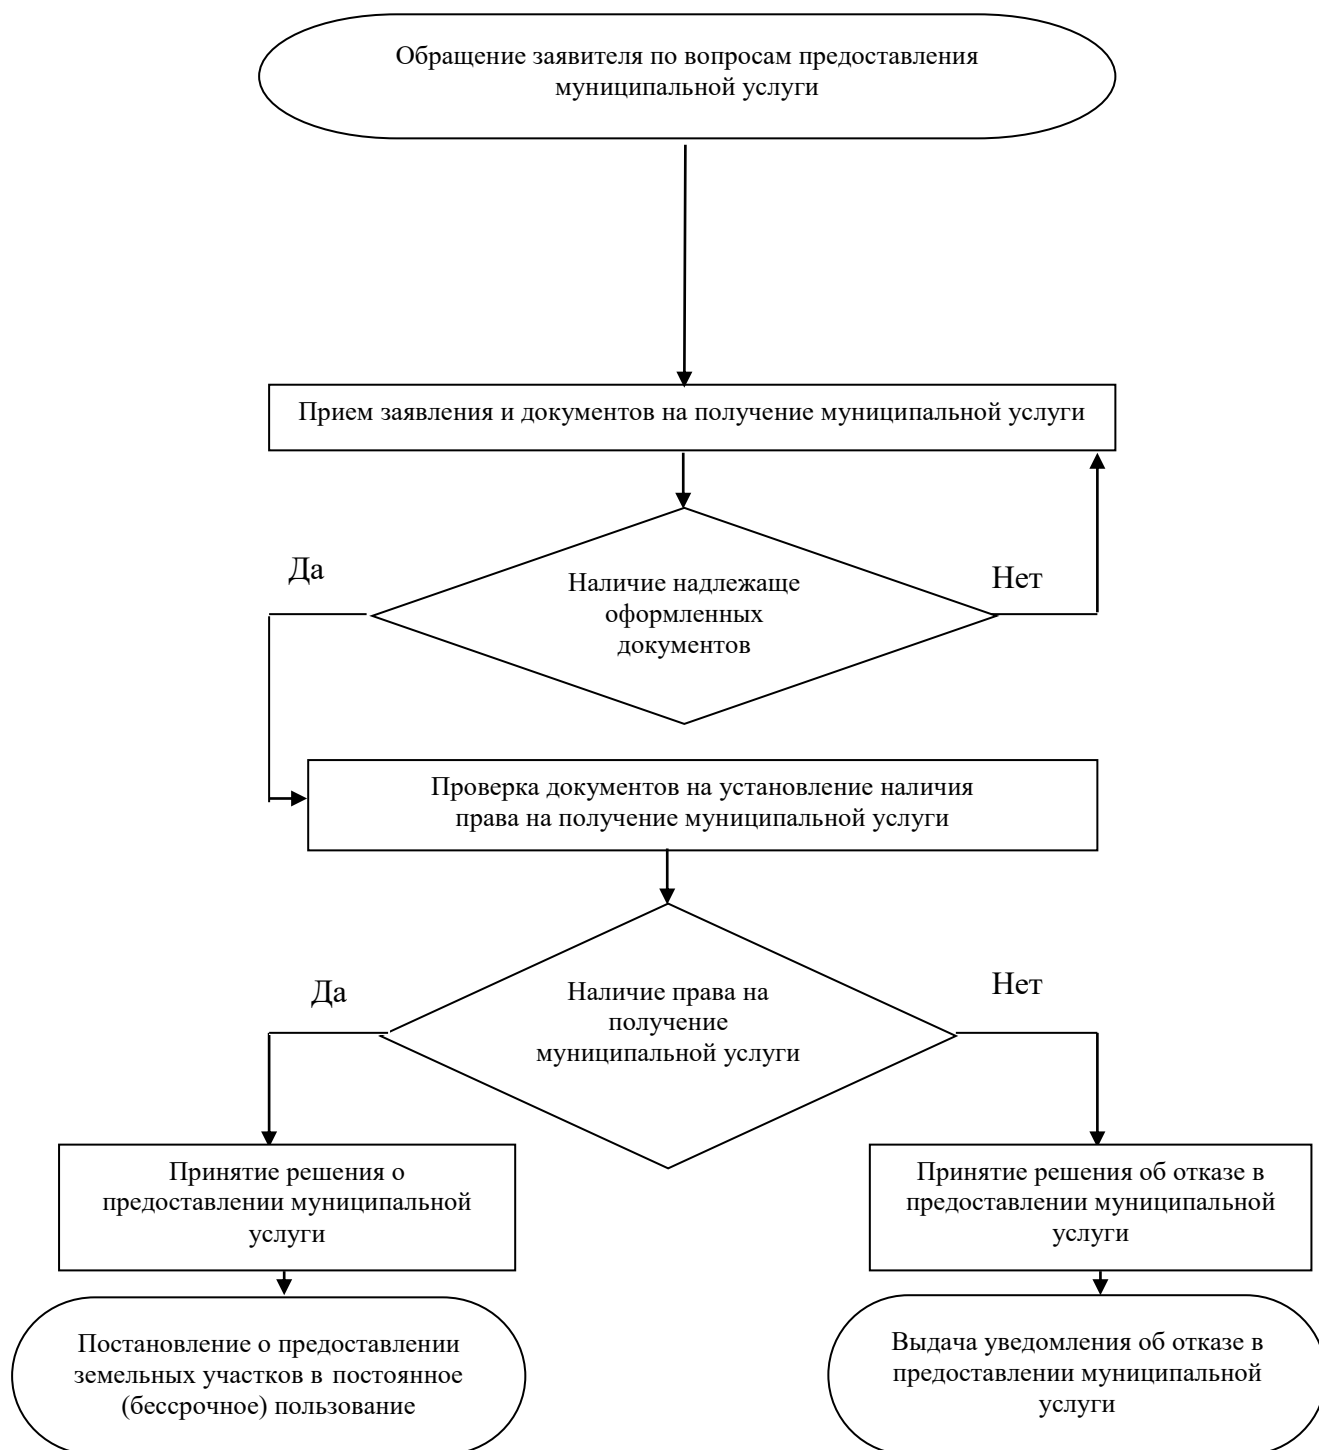 Обращение заявителя по вопросам предоставления
муниципальной услуги
Прием заявления и документов на получение муниципальной услуги
Да
Нет
Наличие надлежаще
оформленных
документов
Проверка документов на установление наличия
права на получение муниципальной услуги
Да
Нет
Наличие права на
получение
муниципальной услуги
Принятие решения о
предоставлении муниципальной
услуги
Принятие решения об отказе в
предоставлении муниципальной
услуги
Постановление о предоставлении
земельных участков в постоянное
(бессрочное) пользование
Выдача уведомления об отказе в
предоставлении муниципальной
услуги